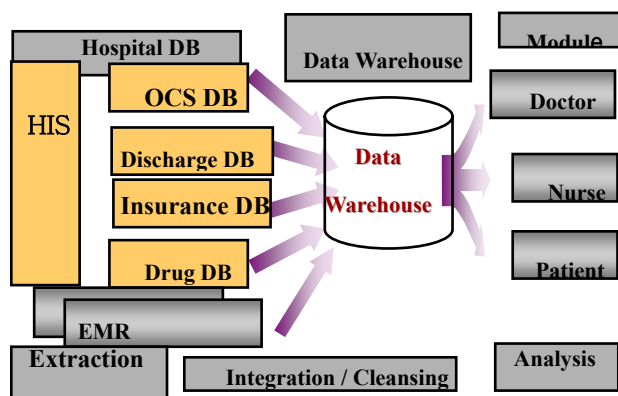 Hospital DB
Data Warehouse
Module
HIS
OCS DB
Doctor
Discharge DB
Data
Warehouse
Insurance DB
Nurse
Drug DB
Patient
EMR
Extraction
Integration / Cleansing
Analysis